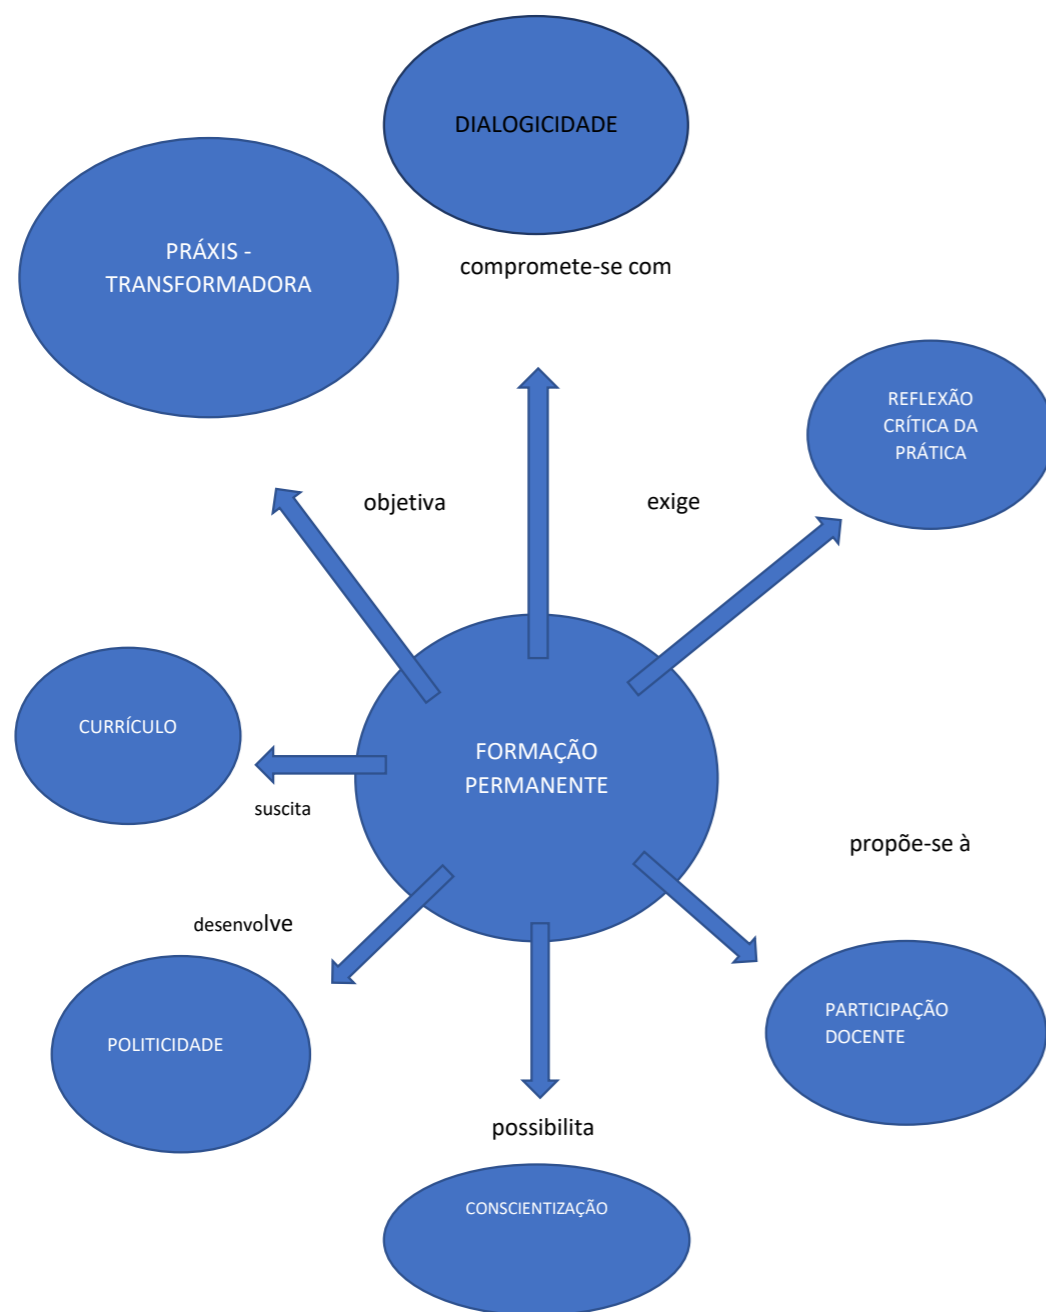 DIALOGICIDADE
PRÁXIS -
TRANSFORMADORA
compromete-se com
REFLEXÃO
CRÍTICA DA
PRÁTICA
objetiva
exige
CURRÍCULO
FORMAÇÃO
PERMANENTE
suscita
propõe-se à
desenvolve
POLITICIDADE
PARTICIPAÇÃO
DOCENTE
possibilita
CONSCIENTIZAÇÃO